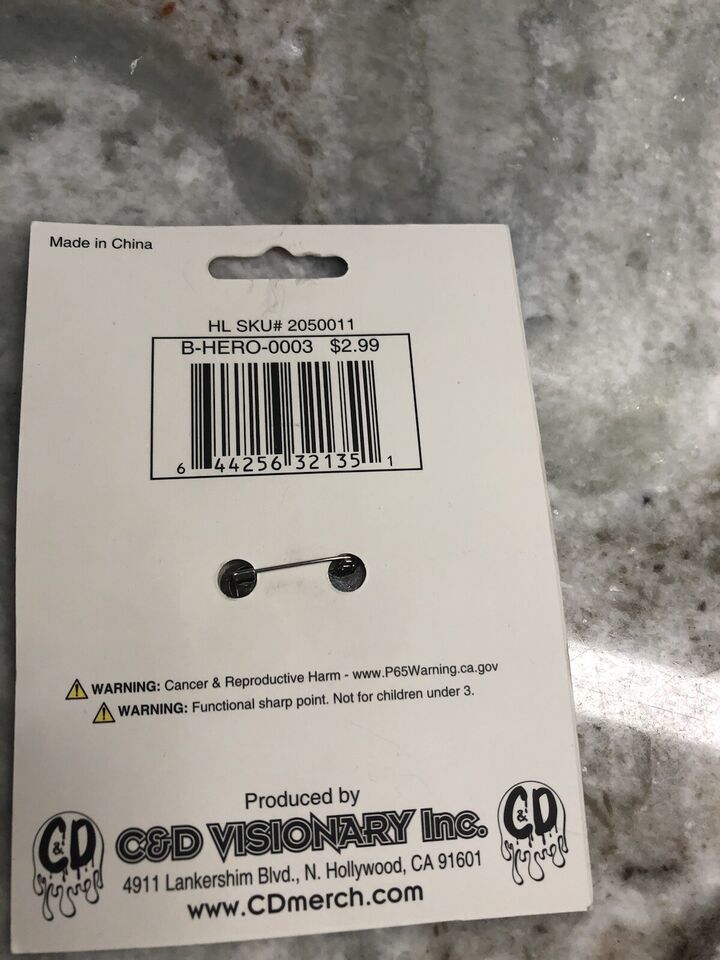 Made in China
HL SKU# 2050011
B-HERO-0003 $2.99
6 44256 32135 1
WARNING: Cancer & Reproductive Harm - www.P65Warning.ca.gov
WARNING: Functional sharp point. Not for children under 3.
Produced by
C&D C&D VISIONARY Inc. C&D
4911 Lankershim Blvd., N. Hollywood, CA 91601
www.CDmerch.com